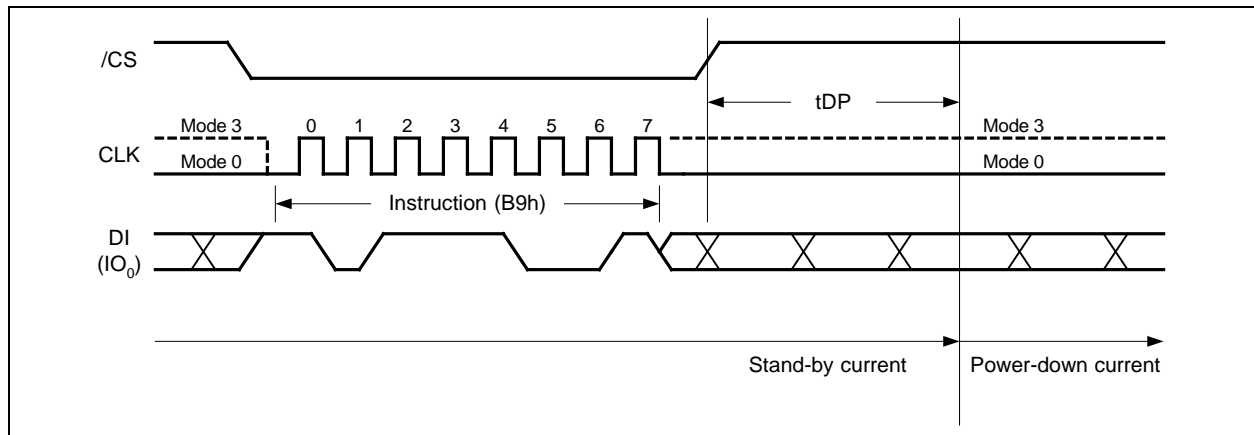 /CS
tDP
Mode 3
0 1 2 3 4 5 6 7
Mode 3
CLK
Mode 0
Mode 0
Instruction (B9h)
DI
(IO0)
Stand-by current
Power-down current